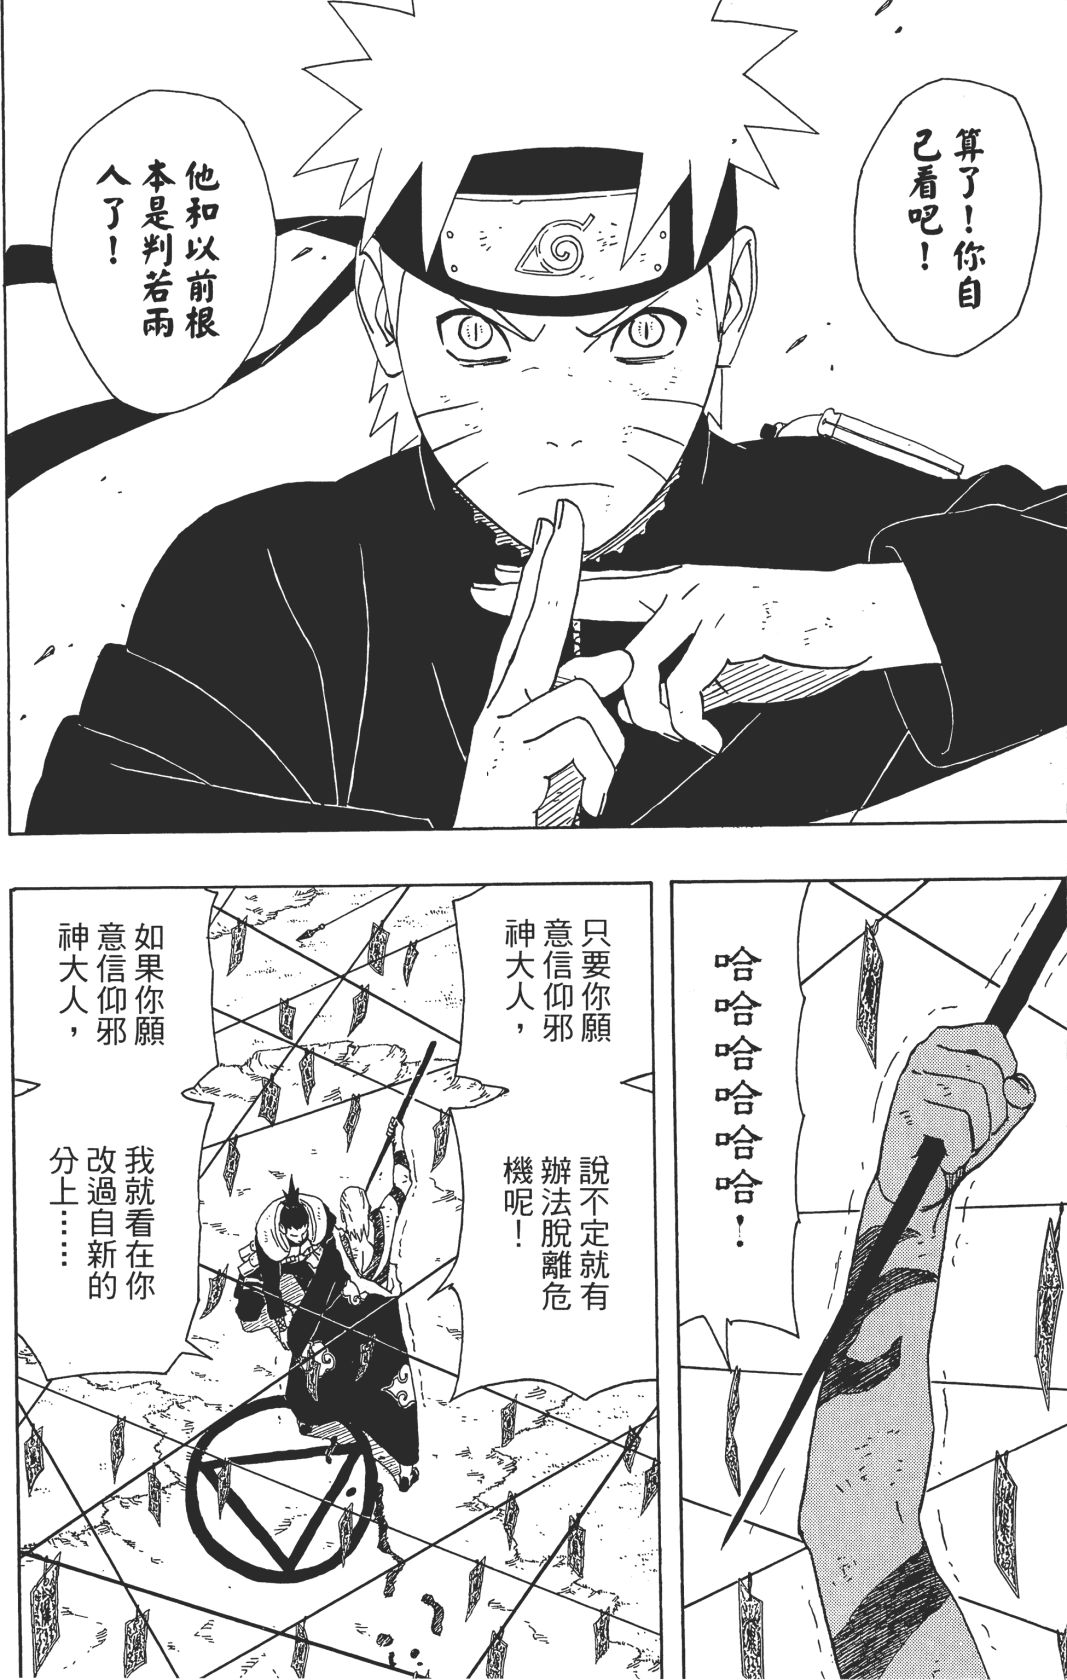 算了！你自
己看吧！
他和以前根
本是判若兩
人了！
哈哈哈哈哈哈！
只要你願
意信仰邪
神大人，
說不定就有
辦法脫離危
機呢！
如果你願
意信仰邪
神大人，
我就看在你
改過自新的
分上……